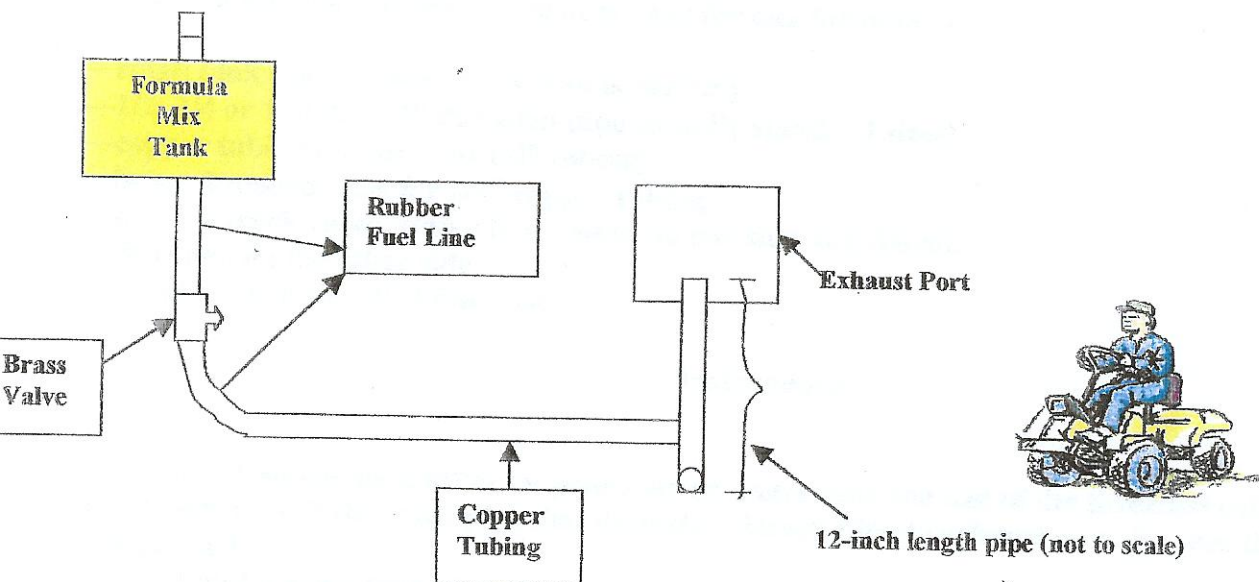 Formula
Mix
Tank
Rubber
Fuel Line
Exhaust Port
Brass
Valve
Copper
Tubing
12-inch length pipe (not to scale)